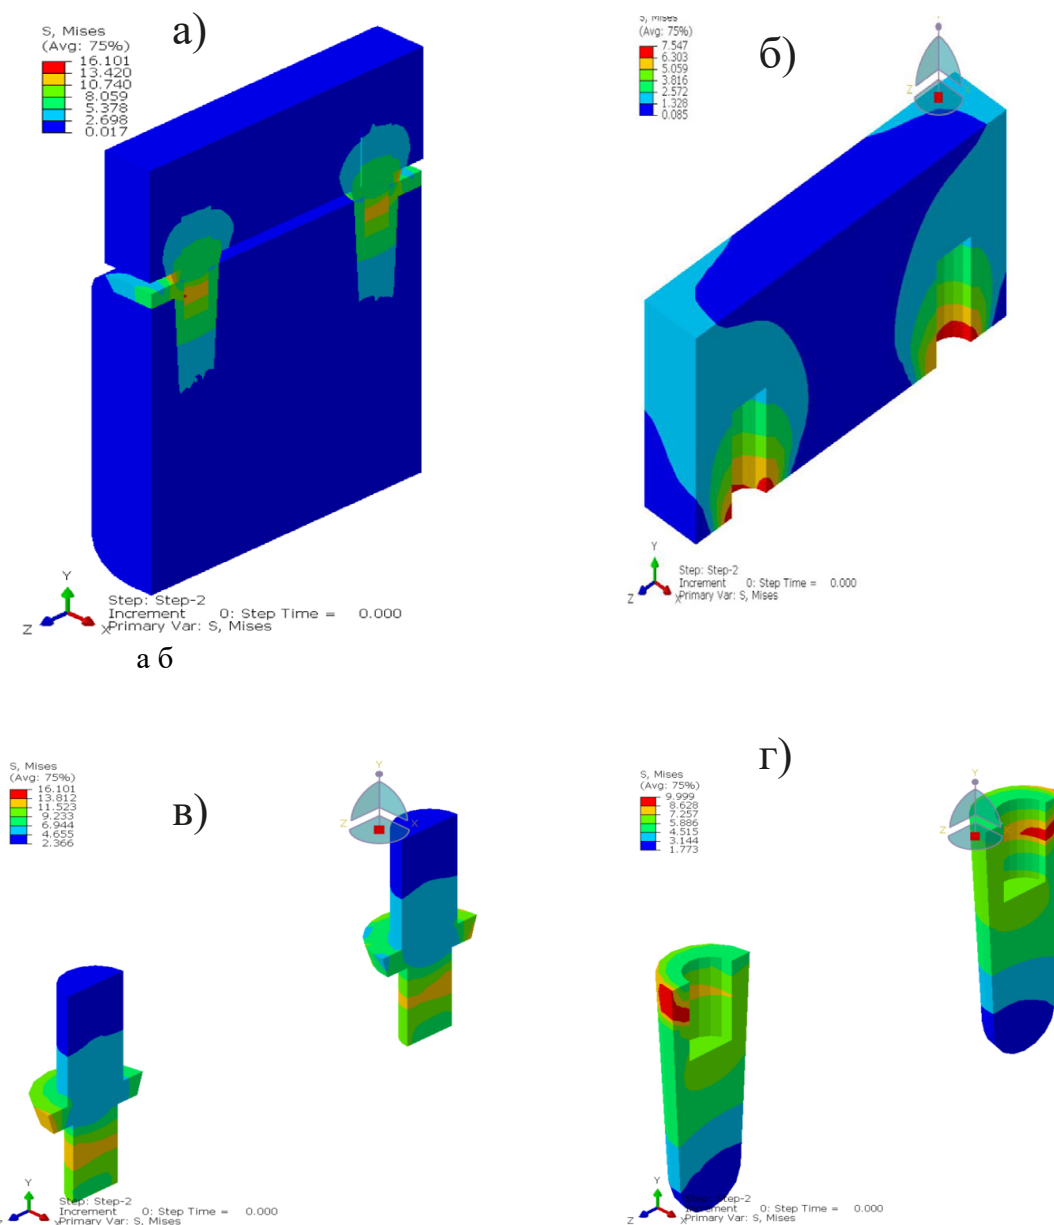 а)
S, Mises
(Avg: 75%)
16.101
13.420
10.740
8.059
5.378
2.698
0.017
Y
Z
X
Step: Step-2
Increment 0: Step Time = 0.000
Primary Var: S, Mises
б)
S, Mises
(Avg: 75%)
7.547
6.303
5.059
3.816
2.572
1.328
0.085
Z
Y
Z
X
Step: Step-2
Increment 0: Step Time = 0.000
Primary Var: S, Mises
а б
в)
S, Mises
(Avg: 75%)
16.101
13.812
11.523
9.233
6.944
4.655
2.366
Y
Z
X
Y
Step: Step-2
Increment 0: Step Time = 0.000
Primary Var: S, Mises
г)
S, Mises
(Avg: 75%)
9.999
8.628
7.257
5.886
4.515
3.144
1.773
Y
Z
Y
Z
X
Step: Step-2
Increment 0: Step Time = 0.000
Primary Var: S, Mises